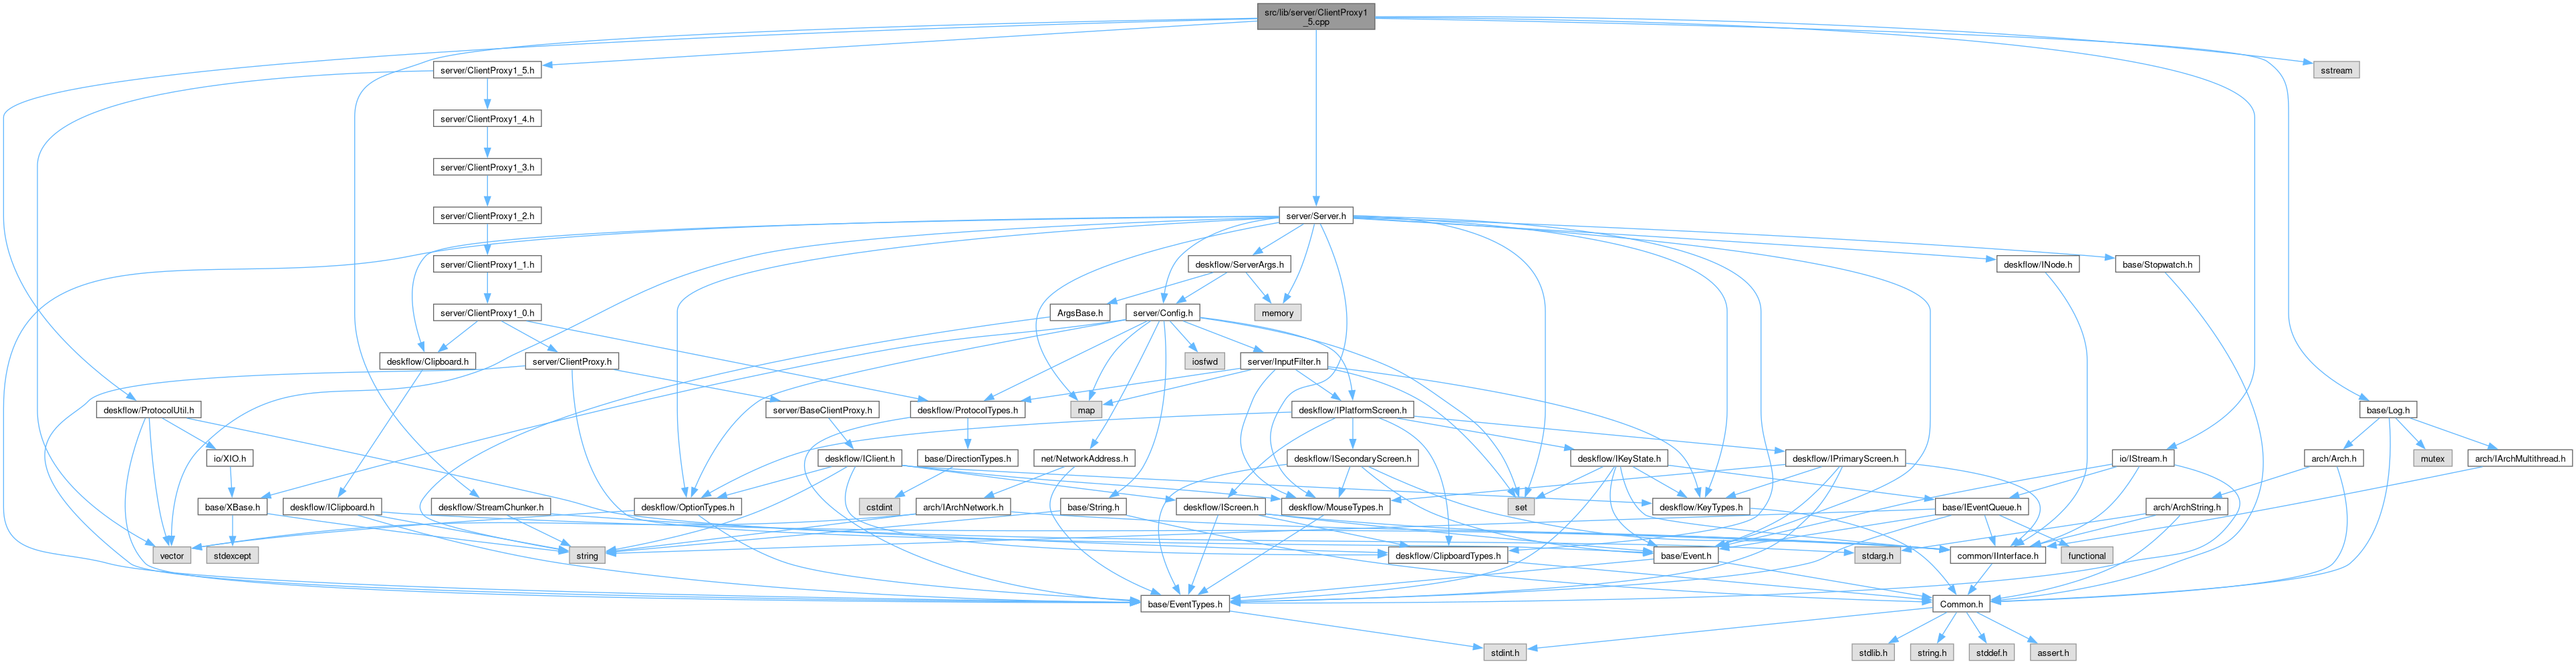 src/lib/server/ClientProxy1
_5.cpp
server/ClientProxy1_5.h
sstream
server/ClientProxy1_4.h
server/ClientProxy1_3.h
server/ClientProxy1_2.h
server/Server.h
server/ClientProxy1_1.h
deskflow/ServerArgs.h
deskflow/INode.h
base/Stopwatch.h
server/ClientProxy1_0.h
ArgsBase.h
server/Config.h
memory
deskflow/Clipboard.h
server/ClientProxy.h
iosfwd
server/InputFilter.h
deskflow/ProtocolUtil.h
server/BaseClientProxy.h
deskflow/ProtocolTypes.h
map
deskflow/IPlatformScreen.h
base/Log.h
io/XIO.h
deskflow/IClient.h
base/DirectionTypes.h
net/NetworkAddress.h
deskflow/ISecondaryScreen.h
deskflow/IKeyState.h
deskflow/IPrimaryScreen.h
io/IStream.h
arch/Arch.h
mutex
arch/IArchMultithread.h
base/XBase.h
deskflow/IClipboard.h
deskflow/StreamChunker.h
deskflow/OptionTypes.h
cstdint
arch/IArchNetwork.h
base/String.h
deskflow/IScreen.h
deskflow/MouseTypes.h
set
deskflow/KeyTypes.h
base/IEventQueue.h
arch/ArchString.h
vector
stdexcept
string
deskflow/ClipboardTypes.h
base/Event.h
stdarg.h
common/IInterface.h
functional
base/EventTypes.h
Common.h
stdint.h
stdlib.h
string.h
stddef.h
assert.h